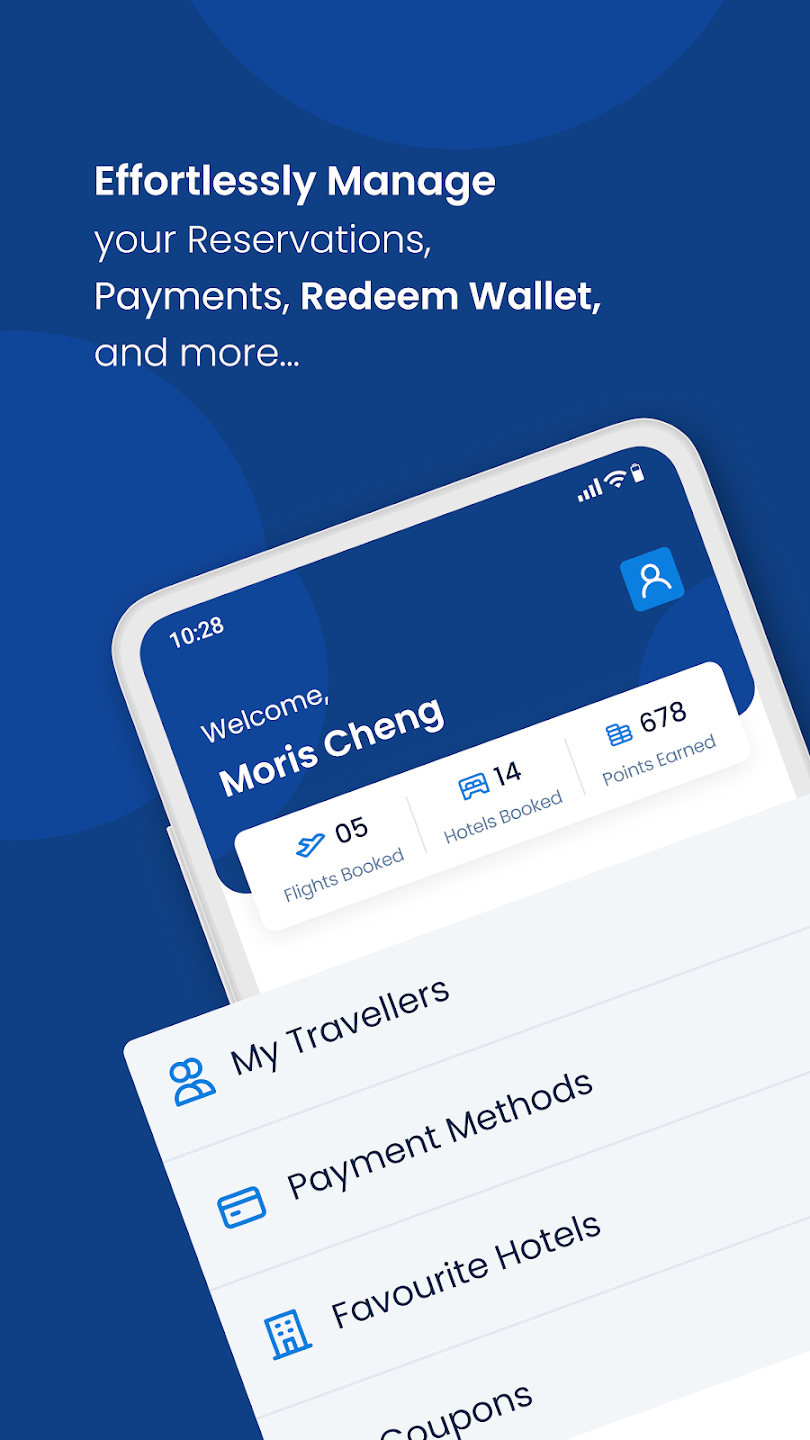 Effortlessly Manage
your Reservations,
Payments, Redeem Wallet,
and more...
10:28
Welcome,
Moris Cheng
05
Flights Booked
14
Hotels Booked
678
Points Earned
My Travellers
Payment Methods
Favourite Hotels
Coupons